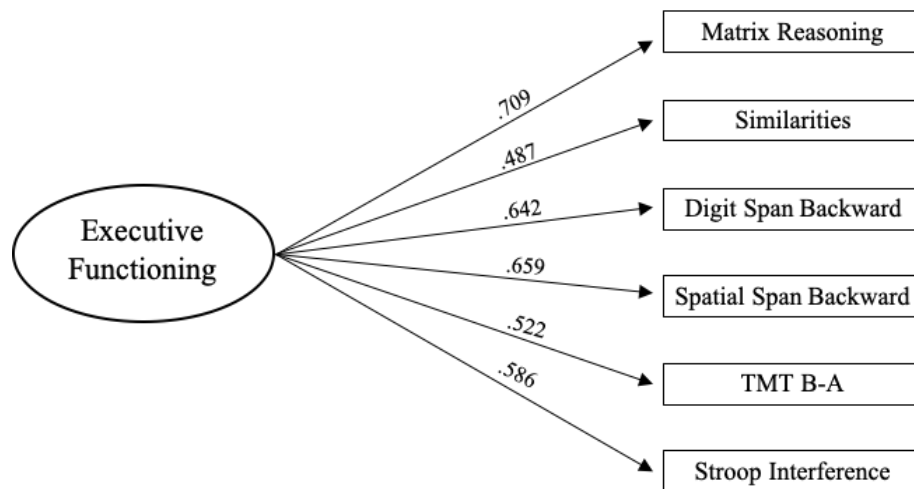 Matrix Reasoning
.709
Similarities
.487
Digit Span Backward
.642
Executive
Functioning
.659
Spatial Span Backward
.522
TMT B-A
.586
Stroop Interference